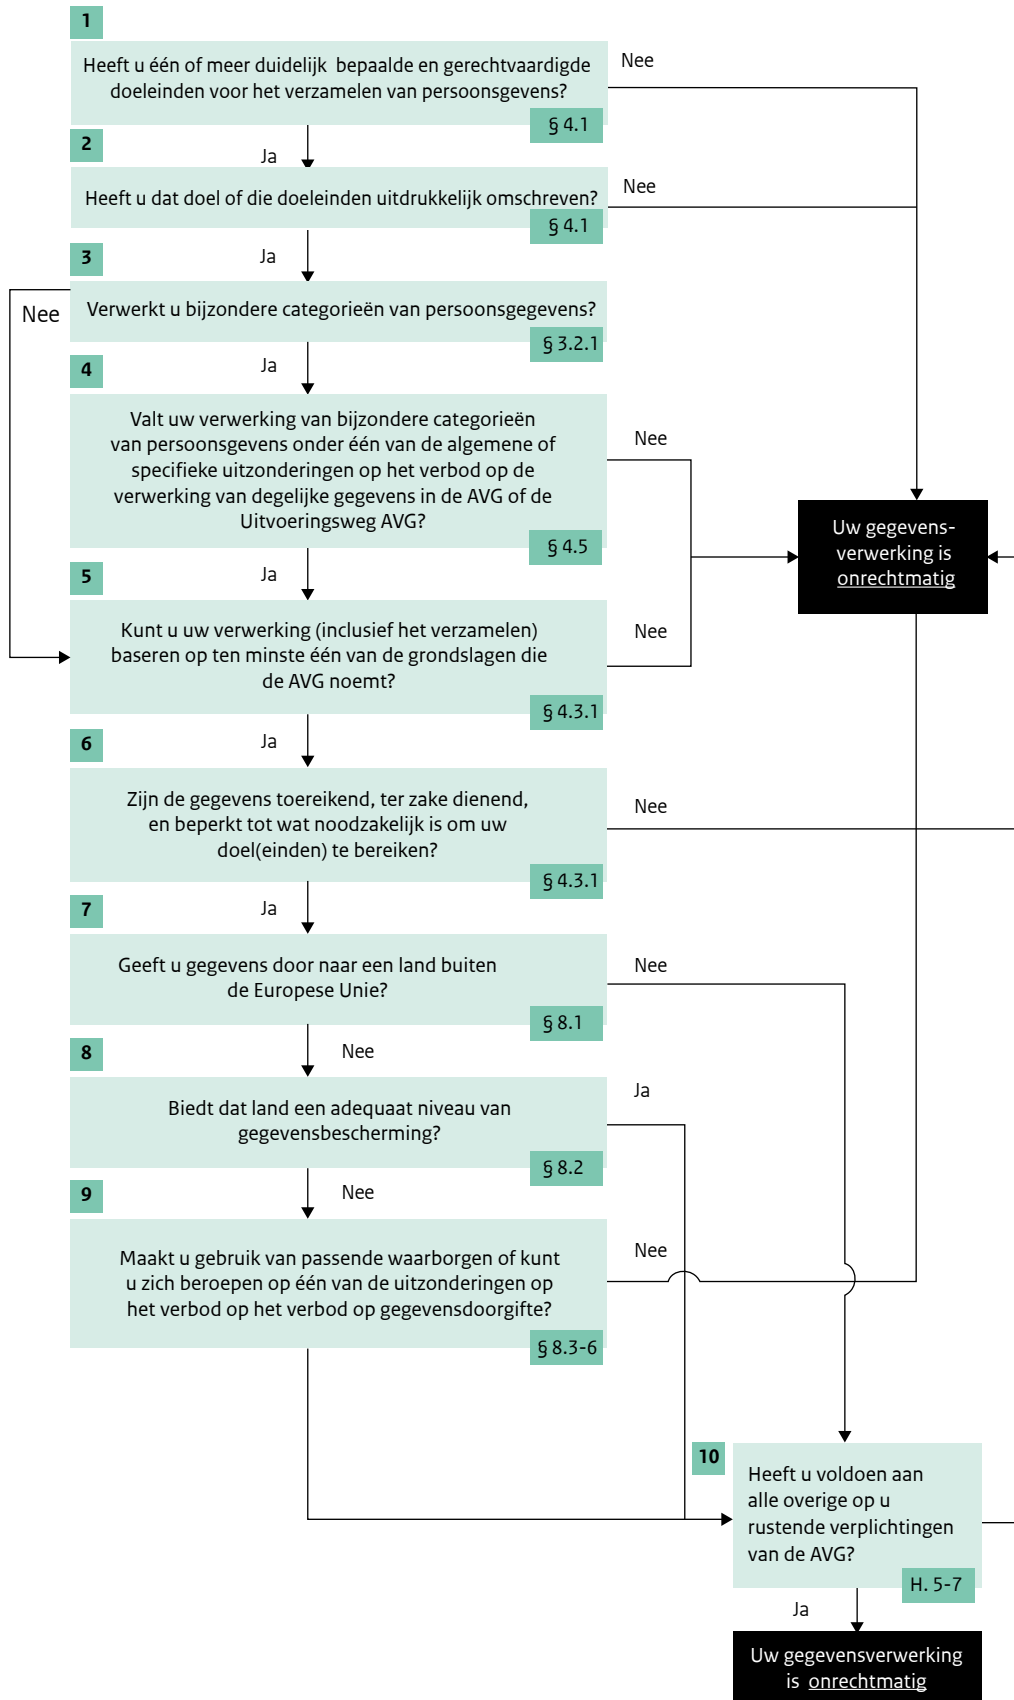 1
Heeft u één of meer duidelijk bepaalde en gerechtvaardigde
doeleinden voor het verzamelen van persoonsgevens?
§ 4.1
Nee
Ja
2
Heeft u dat doel of die doeleinden uitdrukkelijk omschreven?
§ 4.1
Nee
Ja
3
Verwerkt u bijzondere categorieën van persoonsgegevens?
§ 3.2.1
Nee
Ja
4
Valt uw verwerking van bijzondere categorieën
van persoonsgevens onder één van de algemene of
specifieke uitzonderingen op het verbod op de
verwerking van degelijke gegevens in de AVG of de
Uitvoeringsweg AVG?
§ 4.5
Nee
Ja
Uw gegevens-
verwerking is
onrechtmatig
5
Kunt u uw verwerking (inclusief het verzamelen)
baseren op ten minste één van de grondslagen die
de AVG noemt?
§ 4.3.1
Nee
Ja
6
Zijn de gegevens toereikend, ter zake dienend,
en beperkt tot wat noodzakelijk is om uw
doel(einden) te bereiken?
§ 4.3.1
Nee
Ja
7
Geeft u gegevens door naar een land buiten
de Europese Unie?
§ 8.1
Nee
Nee
8
Biedt dat land een adequaat niveau van
gegevensbescherming?
§ 8.2
Ja
Nee
9
Maakt u gebruik van passende waarborgen of kunt
u zich beroepen op één van de uitzonderingen op
het verbod op het verbod op gegevensdoorgifte?
§ 8.3-6
Nee
10
Heeft u voldoen aan
alle overige op u
rustende verplichtingen
van de AVG?
H. 5-7
Ja
Uw gegevensverwerking
is onrechtmatig